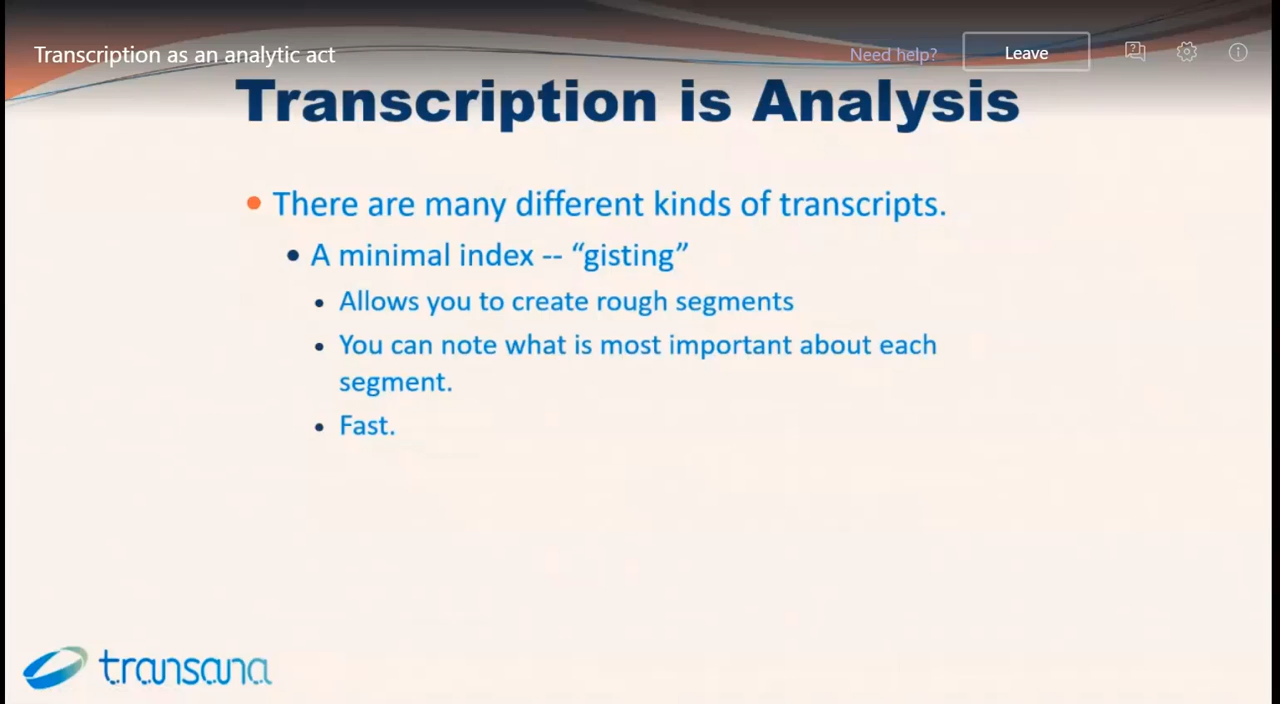 Transcription as an analytic act
Need help?
Leave
Transcription is Analysis
There are many different kinds of transcripts.
A minimal index -- “gisting”
Allows you to create rough segments
You can note what is most important about each
segment.
Fast.
transana